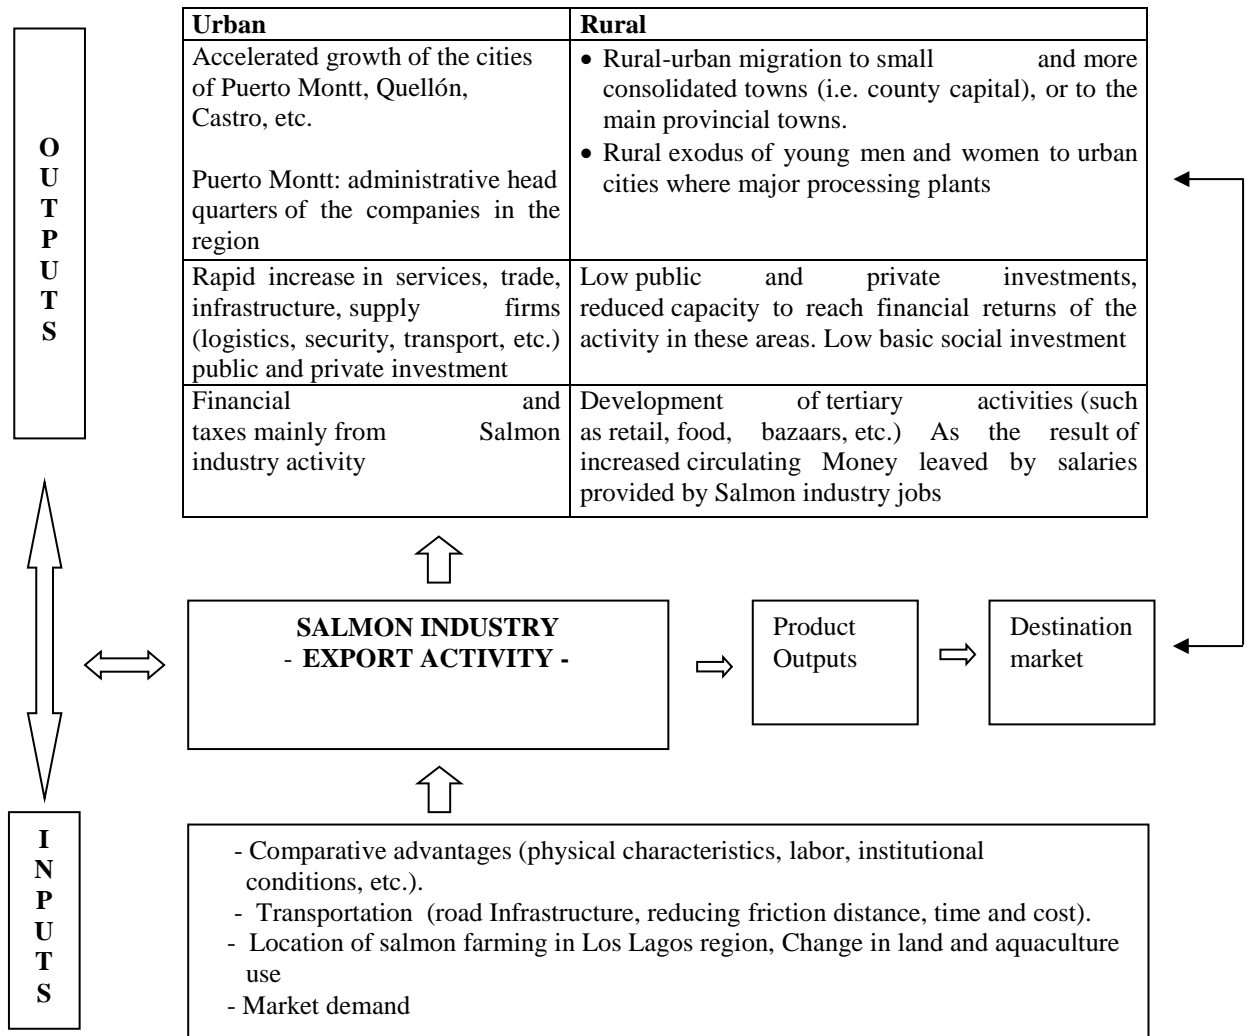 Urban
Rural
Accelerated growth of the cities
of Puerto Montt, Quellón,
Castro, etc.
Puerto Montt: administrative head
quarters of the companies in the
region
• Rural-urban migration to small and more
consolidated towns (i.e. county capital), or to the
main provincial towns.
• Rural exodus of young men and women to urban
cities where major processing plants
Rapid increase in services, trade,
infrastructure, supply firms
(logistics, security, transport, etc.)
public and private investment
Low public and private investments,
reduced capacity to reach financial returns of the
activity in these areas. Low basic social investment
Financial and
taxes mainly from Salmon
industry activity
Development of tertiary activities (such
as retail, food, bazaars, etc.) As the result of
increased circulating Money leaved by salaries
provided by Salmon industry jobs
O
U
T
P
U
T
S
SALMON INDUSTRY
- EXPORT ACTIVITY -
Product
Outputs
Destination
market
I
N
P
U
T
S
- Comparative advantages (physical characteristics, labor, institutional
conditions, etc.).
- Transportation (road Infrastructure, reducing friction distance, time and cost).
- Location of salmon farming in Los Lagos region, Change in land and aquaculture
use
- Market demand